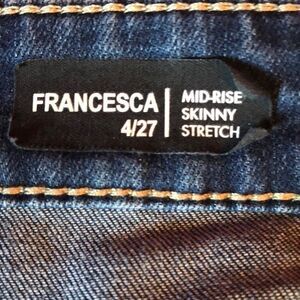 FRANCESCA
4/27
MID-RISE
SKINNY
STRETCH